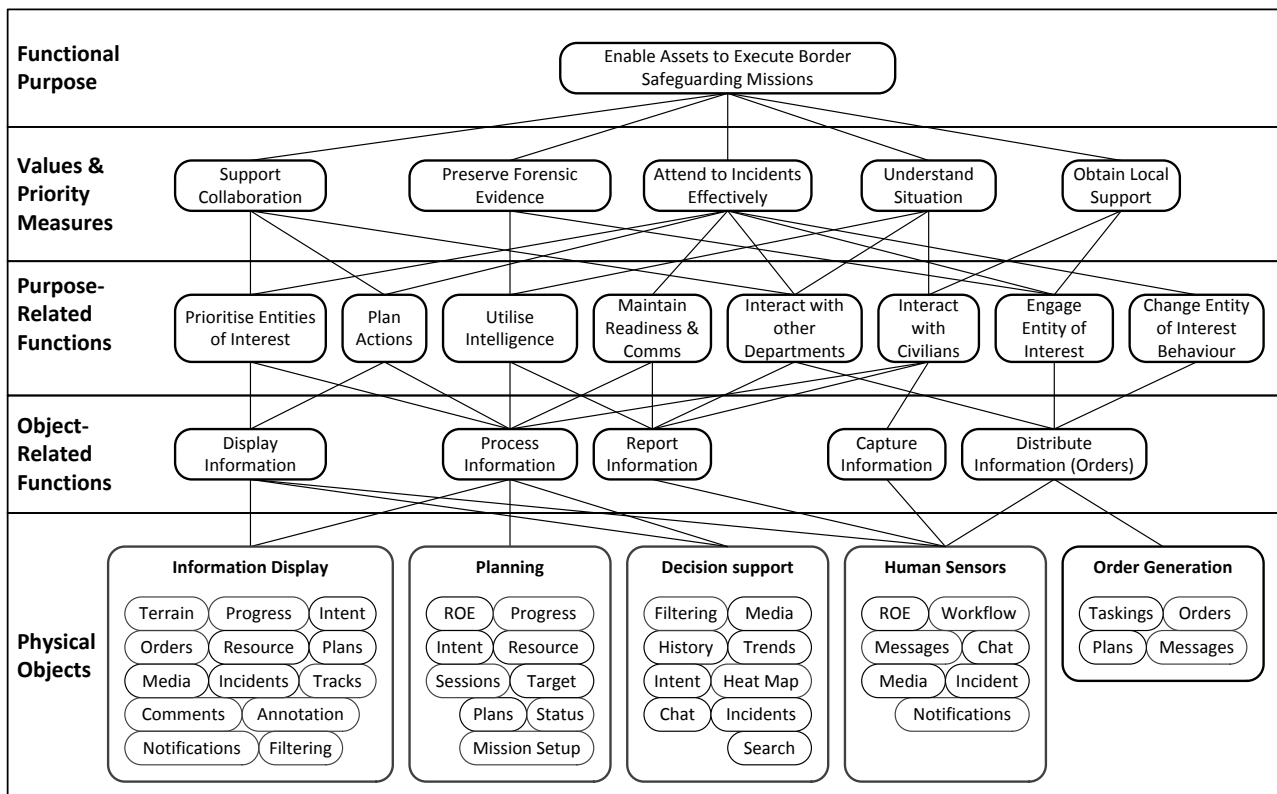 Functional
Purpose
Enable Assets to Execute Border
Safeguarding Missions
Values &
Priority
Measures
Support
Collaboration
Preserve Forensic
Evidence
Attend to Incidents
Effectively
Understand
Situation
Obtain Local
Support
Purpose-
Related
Functions
Prioritise Entities
of Interest
Plan
Actions
Utilise
Intelligence
Maintain
Readiness &
Comms
Interact with
other
Departments
Interact
with
Civilians
Engage
Entity of
Interest
Change Entity
of Interest
Behaviour
Object-
Related
Functions
Display
Information
Process
Information
Report
Information
Capture
Information
Distribute
Information (Orders)
Physical
Objects
Information Display
Terrain Progress Intent
Orders Resource Plans
Media Incidents Tracks
Comments Annotation
Notifications Filtering
Planning
ROE Progress
Intent Resource
Sessions Target
Plans Status
Mission Setup
Decision support
Filtering Media
History Trends
Intent Heat Map
Chat Incidents
Search
Human Sensors
ROE Workflow
Messages Chat
Media Incident
Notifications
Order Generation
Taskings Orders
Plans Messages